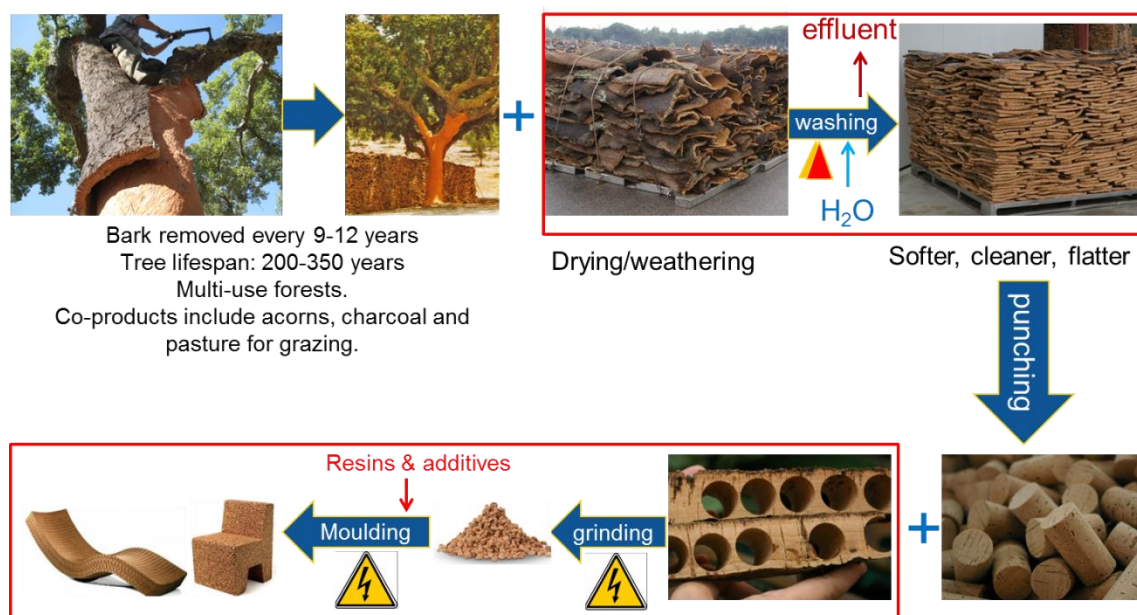 effluent
washing
H₂O
Bark removed every 9-12 years
Tree lifespan: 200-350 years
Multi-use forests.
Co-products include acorns, charcoal and
pasture for grazing.
Drying/weathering
Softer, cleaner, flatter
punching
Resins & additives
Moulding
grinding